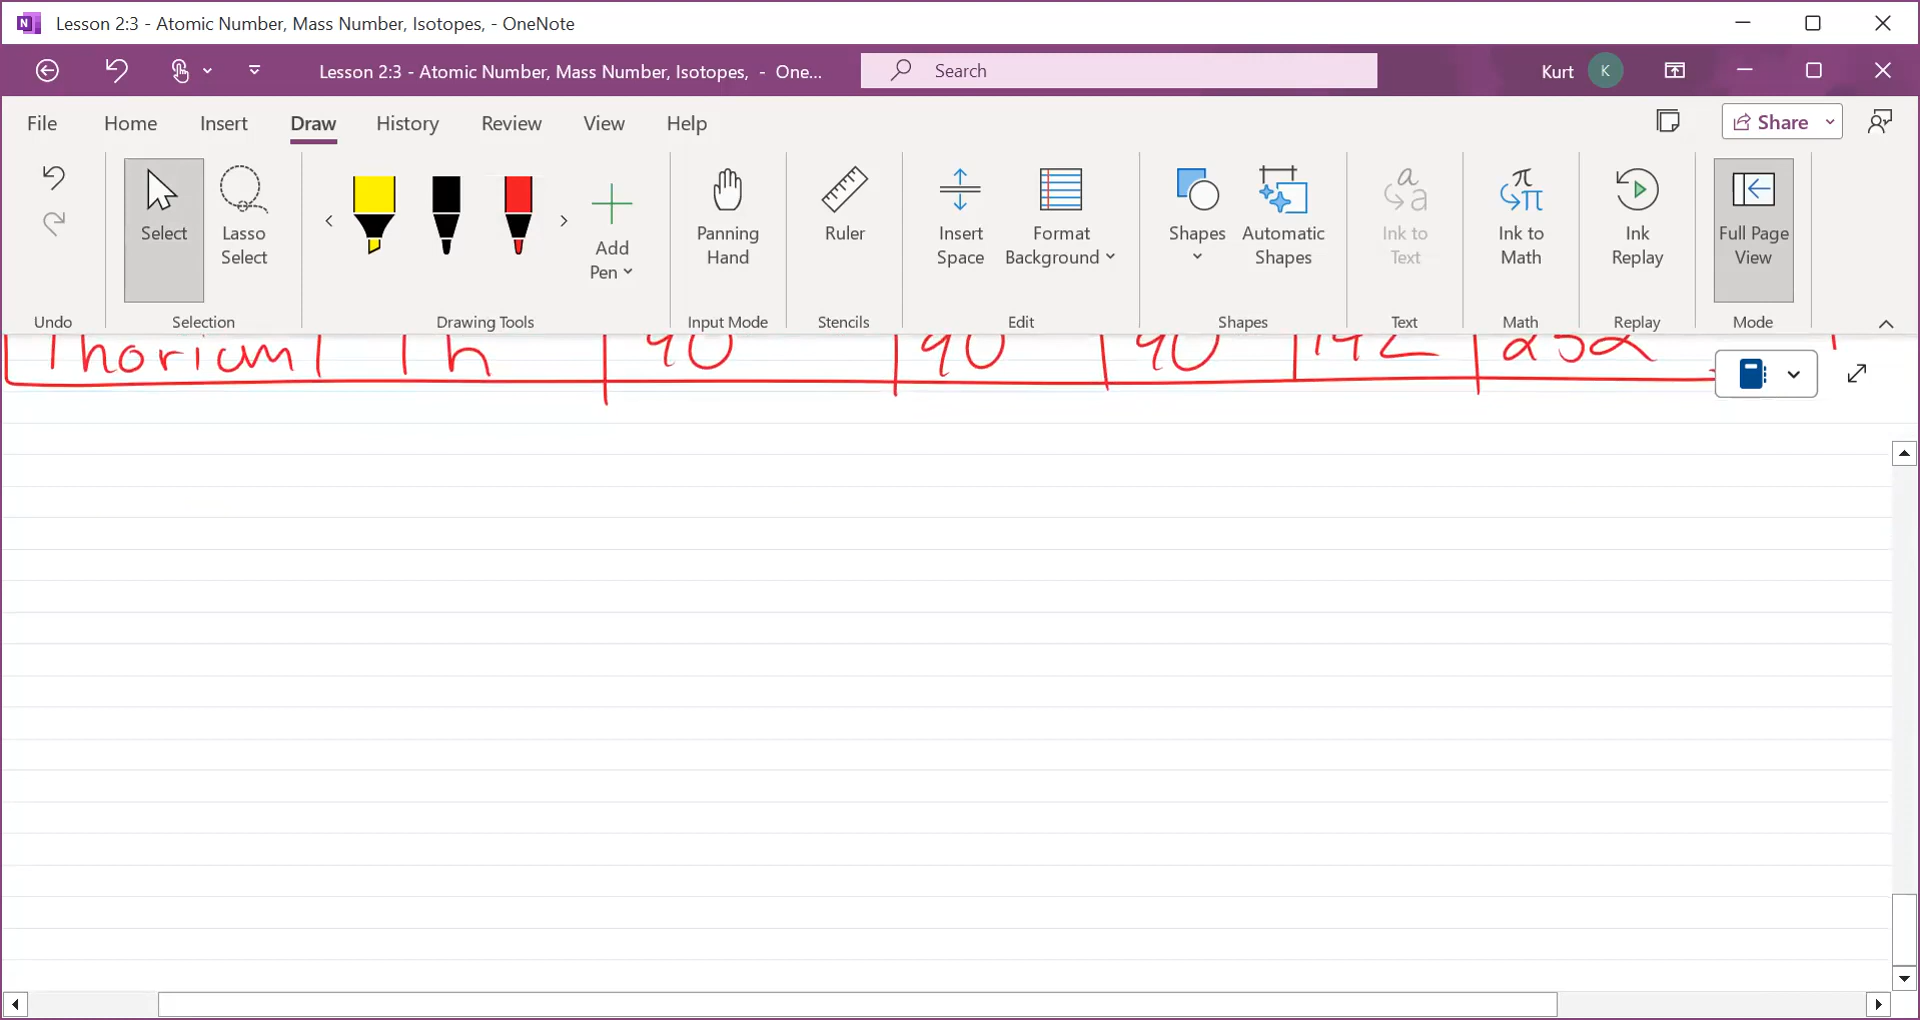 Lesson 2:3 - Atomic Number, Mass Number, Isotopes, - OneNote
Lesson 2:3 - Atomic Number, Mass Number, Isotopes, - One...
Search
Kurt
K
File Home Insert Draw History Review View Help
Share
Select
Lasso Select
Add Pen
Panning Hand
Ruler
Insert Space
Format Background
Shapes
Automatic Shapes
Ink to Text
Ink to Math
Ink Replay
Full Page View
Undo Selection Drawing Tools Input Mode Stencils Edit Shapes Text Math Replay Mode
Thorium Th 90 90 90 142 232